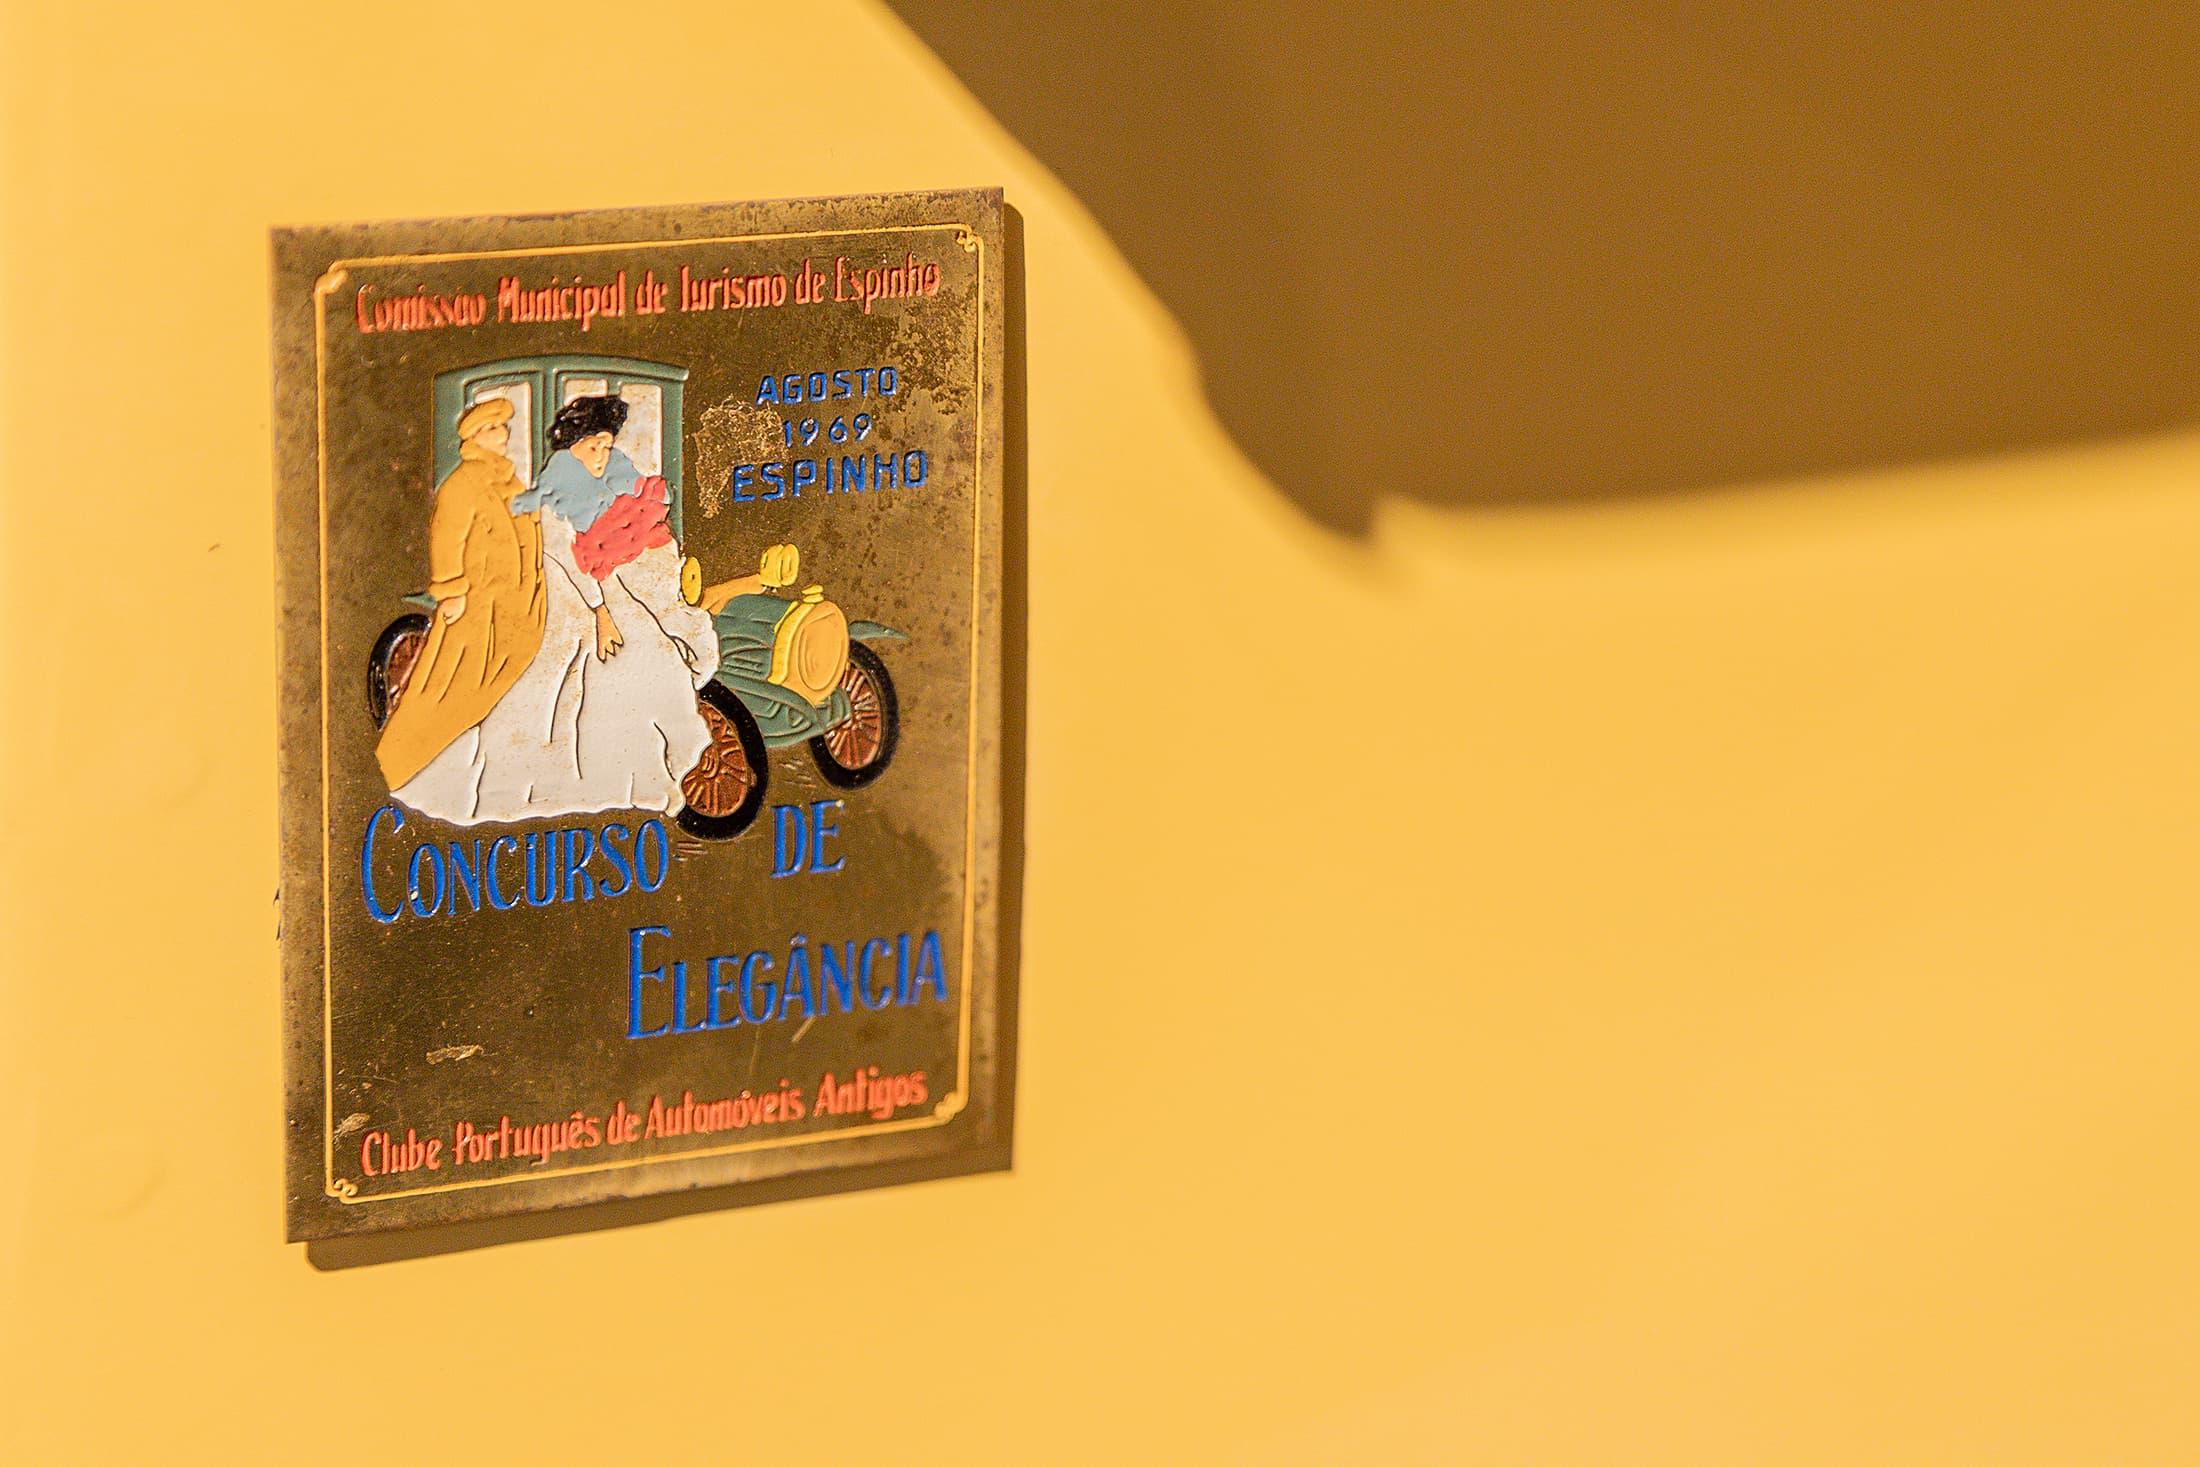 Comissão Municipal de Turismo de Espinho
AGOSTO
1969
ESPINHO
CONCURSO DE
ELEGÂNCIA
Clube Português de Automóveis Antigos